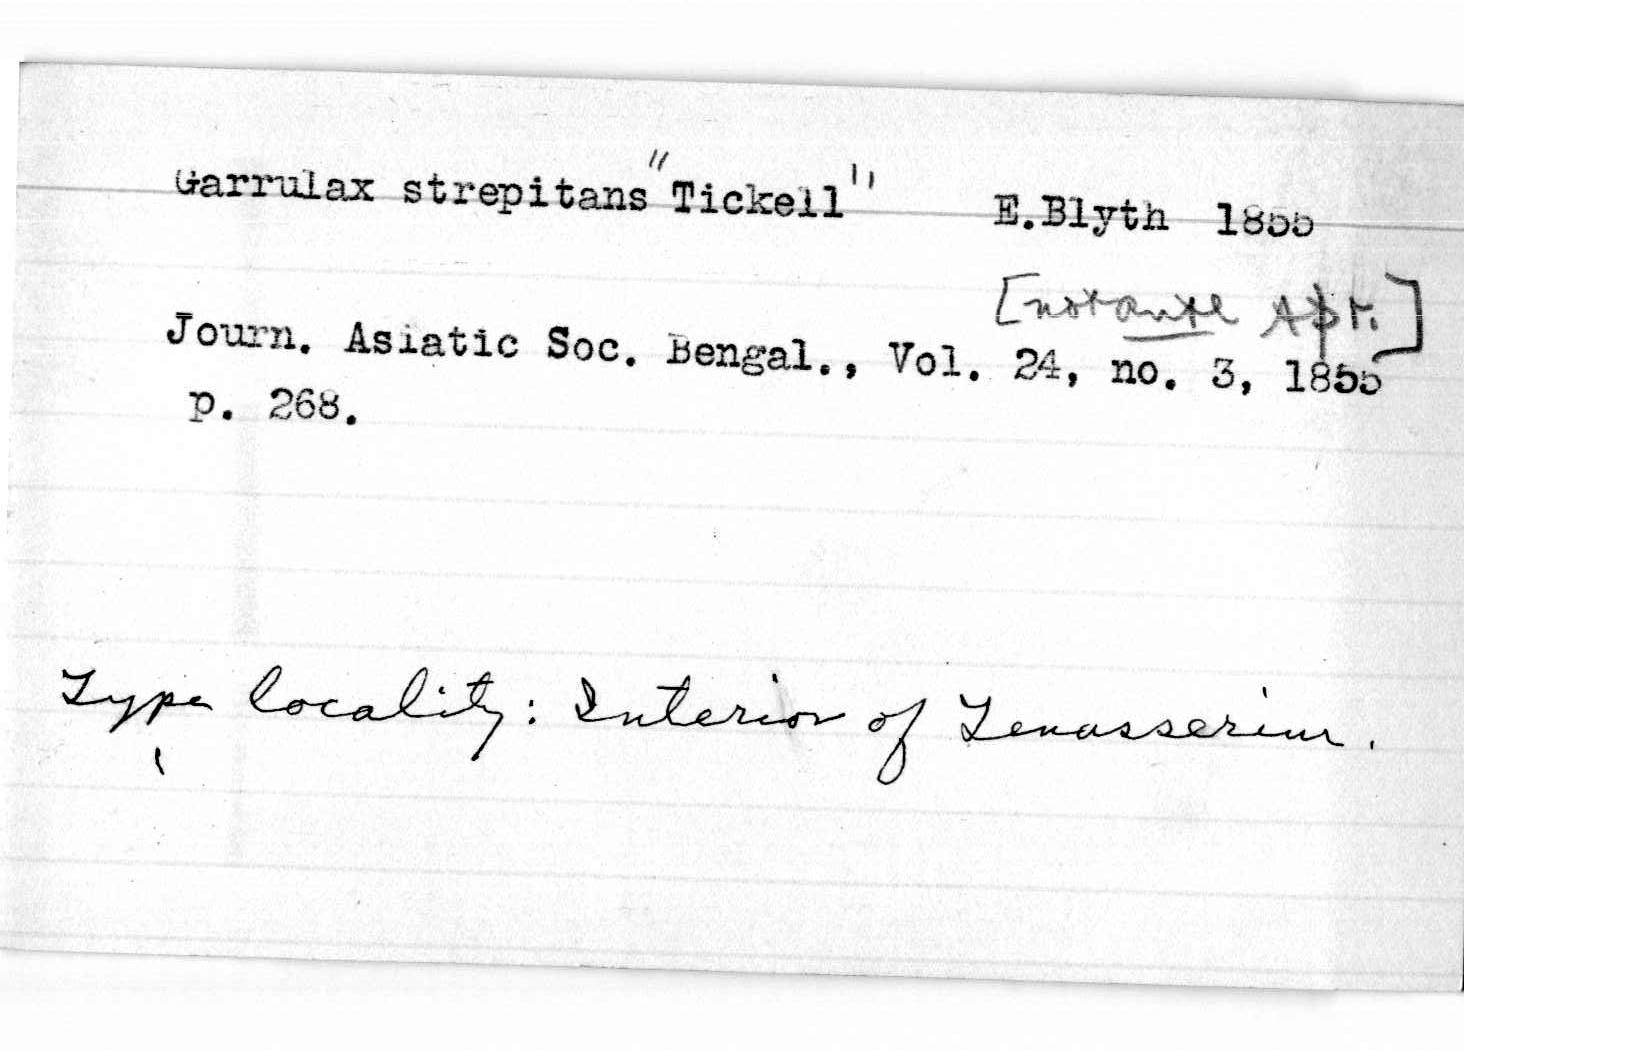 Garrulax strepitans "Tickell" E.Blyth 1855
[not ante Apr.]
Journ. Asiatic Soc. Bengal., Vol. 24, no. 3, 1855
p. 268.
Type locality: Interior of Tenasserim.